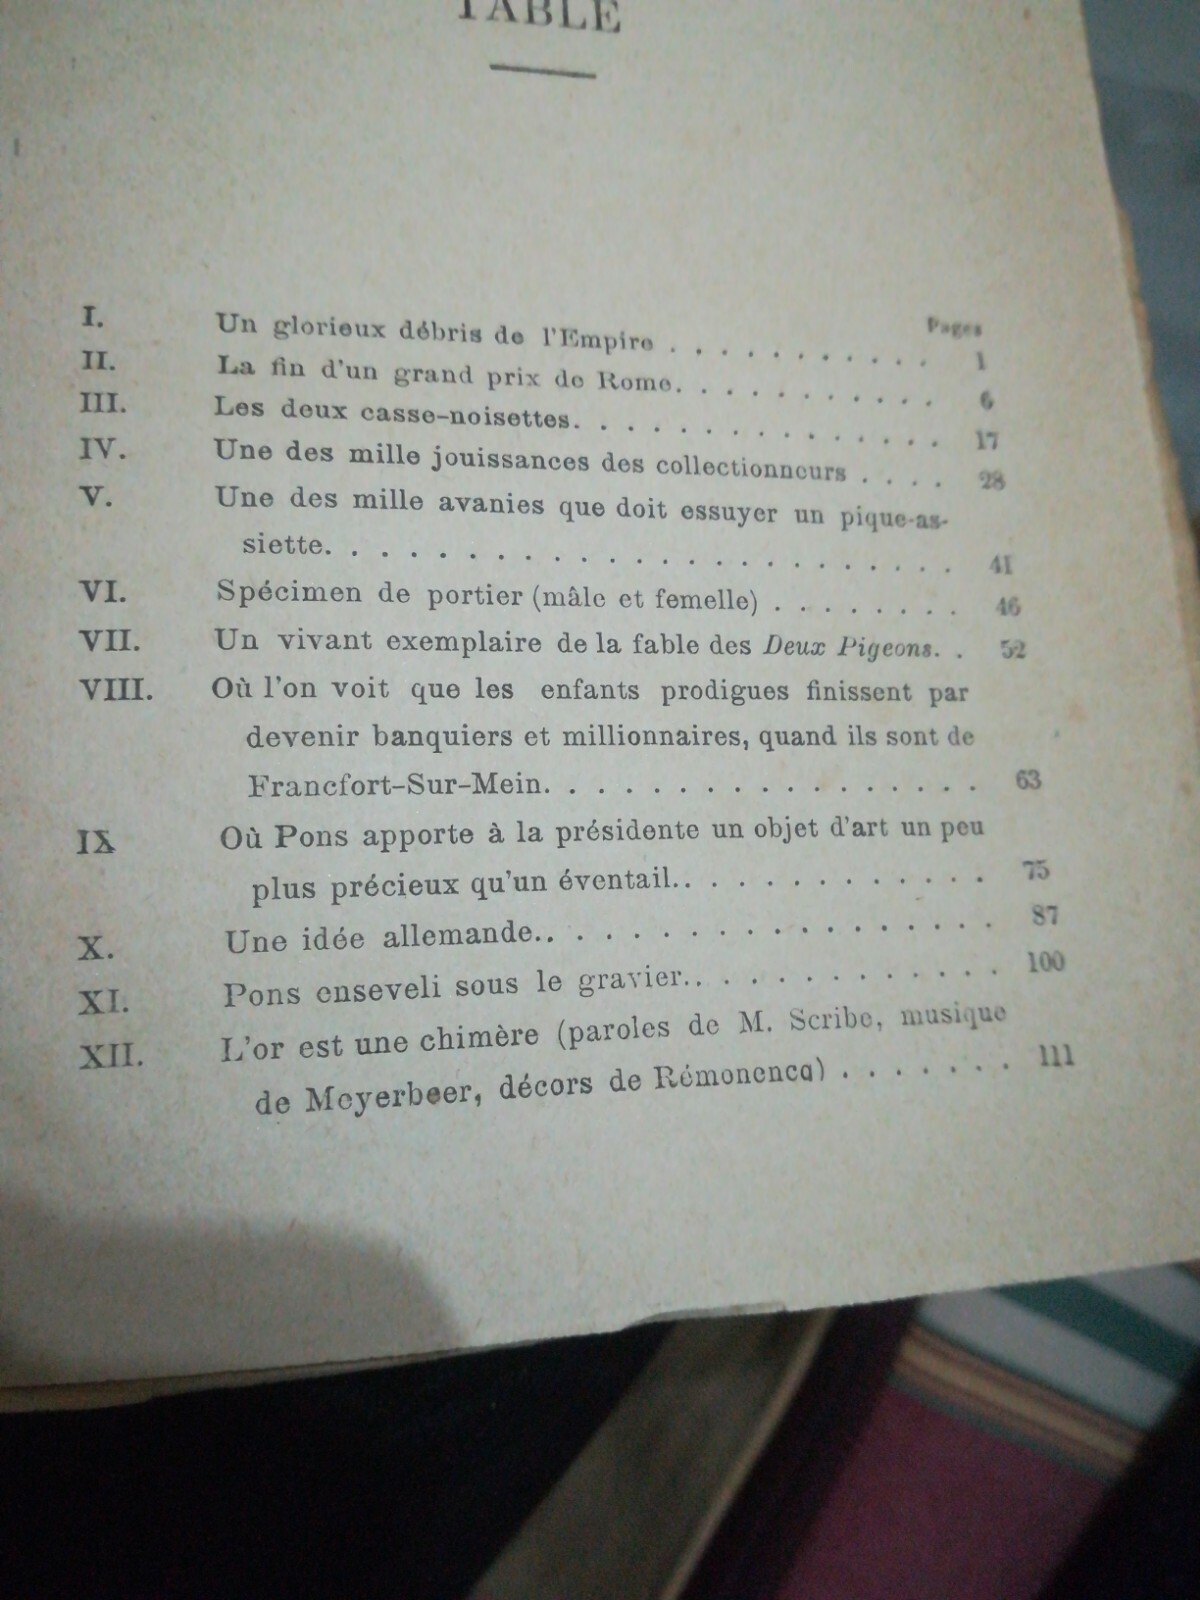 TABLE
Pages
I. Un glorieux débris de l'Empire . . . . . . . . . . 1
II. La fin d'un grand prix de Rome. . . . . . . . . . 6
III. Les deux casse-noisettes. . . . . . . . . . . . . . 17
IV. Une des mille jouissances des collectionneurs . . . . 28
V. Une des mille avanies que doit essuyer un pique-as-
siette. . . . . . . . . . . . . . . . . . . . . . . 41
VI. Spécimen de portier (mâle et femelle) . . . . . . . 46
VII. Un vivant exemplaire de la fable des Deux Pigeons. . 52
VIII. Où l'on voit que les enfants prodigues finissent par
devenir banquiers et millionnaires, quand ils sont de
Francfort-Sur-Mein. . . . . . . . . . . . . . . . 63
IX Où Pons apporte à la présidente un objet d'art un peu
plus précieux qu'un éventail.. . . . . . . . . . . . 75
X. Une idée allemande.. . . . . . . . . . . . . . . . 87
XI. Pons enseveli sous le gravier.. . . . . . . . . . . . 100
XII. L'or est une chimère (paroles de M. Scribe, musique
de Meyerbeer, décors de Rémonencq) . . . . . . . 111